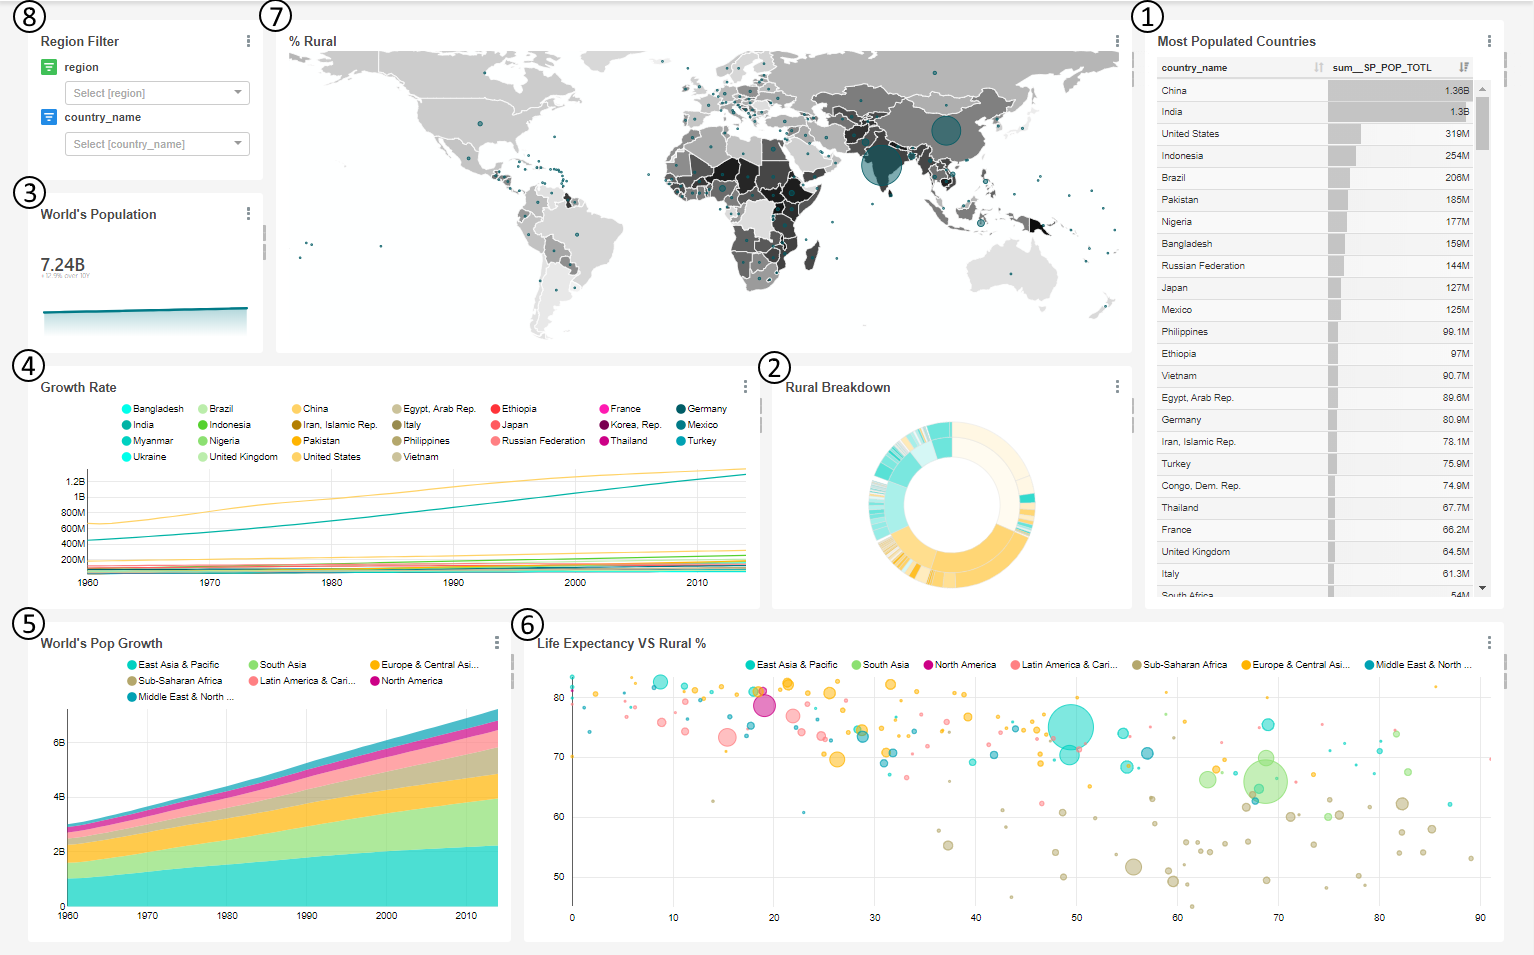 ⑧
Region Filter
region
Select [region]
country_name
Select [country_name]
⑦
% Rural
①
Most Populated Countries
country_name sum__SP_POP_TOTL
China 1.36B
India 1.3B
United States 319M
Indonesia 254M
Brazil 206M
Pakistan 185M
Nigeria 177M
Bangladesh 159M
Russian Federation 144M
Japan 127M
Mexico 125M
Philippines 99.1M
Ethiopia 97M
Vietnam 90.7M
Egypt, Arab Rep. 89.6M
Germany 80.9M
Iran, Islamic Rep. 78.1M
Turkey 75.9M
Congo, Dem. Rep. 74.9M
Thailand 67.7M
France 66.2M
United Kingdom 64.5M
Italy 61.3M
South Africa 54M
③
World's Population
7.24B
+12.9% over 10Y
④
Growth Rate
Bangladesh Brazil China Egypt, Arab Rep. Ethiopia France Germany
India Indonesia Iran, Islamic Rep. Italy Japan Korea, Rep. Mexico
Myanmar Nigeria Pakistan Philippines Russian Federation Thailand Turkey
Ukraine United Kingdom United States Vietnam
1.2B
1B
800M
600M
400M
200M
1960 1970 1980 1990 2000 2010
②
Rural Breakdown
⑤
World's Pop Growth
East Asia & Pacific South Asia Europe & Central Asi...
Sub-Saharan Africa Latin America & Cari... North America
Middle East & North ...
6B
4B
2B
0
1960 1970 1980 1990 2000 2010
⑥
Life Expectancy VS Rural %
East Asia & Pacific South Asia North America Latin America & Cari... Sub-Saharan Africa Europe & Central Asi... Middle East & North ...
80
70
60
50
0 10 20 30 40 50 60 70 80 90